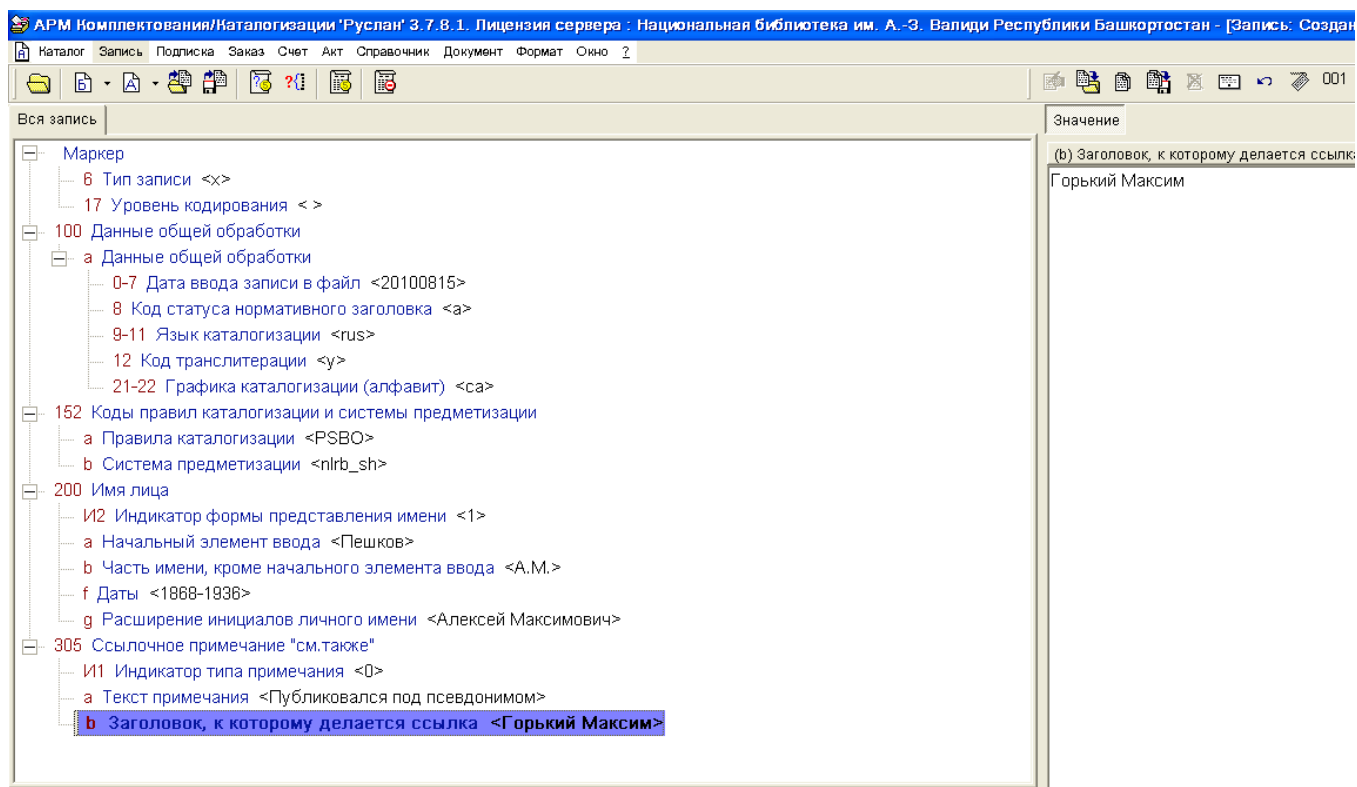 АРМ Комплектования/Каталогизации 'Руслан' 3.7.8.1. Лицензия сервера : Национальная библиотека им. А.-З. Валиди Республики Башкортостан - [Запись: Создан
А Каталог Запись Подписка Заказ Счет Акт Справочник Документ Формат Окно ?
Б А ? ?{} 001
Вся запись
Значение
Маркер
6 Тип записи <x>
17 Уровень кодирования < >
100 Данные общей обработки
a Данные общей обработки
0-7 Дата ввода записи в файл <20100815>
8 Код статуса нормативного заголовка <a>
9-11 Язык каталогизации <rus>
12 Код транслитерации <y>
21-22 Графика каталогизации (алфавит) <ca>
152 Коды правил каталогизации и системы предметизации
a Правила каталогизации <PSBO>
b Система предметизации <nlrb_sh>
200 Имя лица
И2 Индикатор формы представления имени <1>
a Начальный элемент ввода <Пешков>
b Часть имени, кроме начального элемента ввода <А.М.>
f Даты <1868-1936>
g Расширение инициалов личного имени <Алексей Максимович>
305 Ссылочное примечание "см.также"
И1 Индикатор типа примечания <0>
a Текст примечания <Публиковался под псевдонимом>
b Заголовок, к которому делается ссылка <Горький Максим>
(b) Заголовок, к которому делается ссылка
Горький Максим